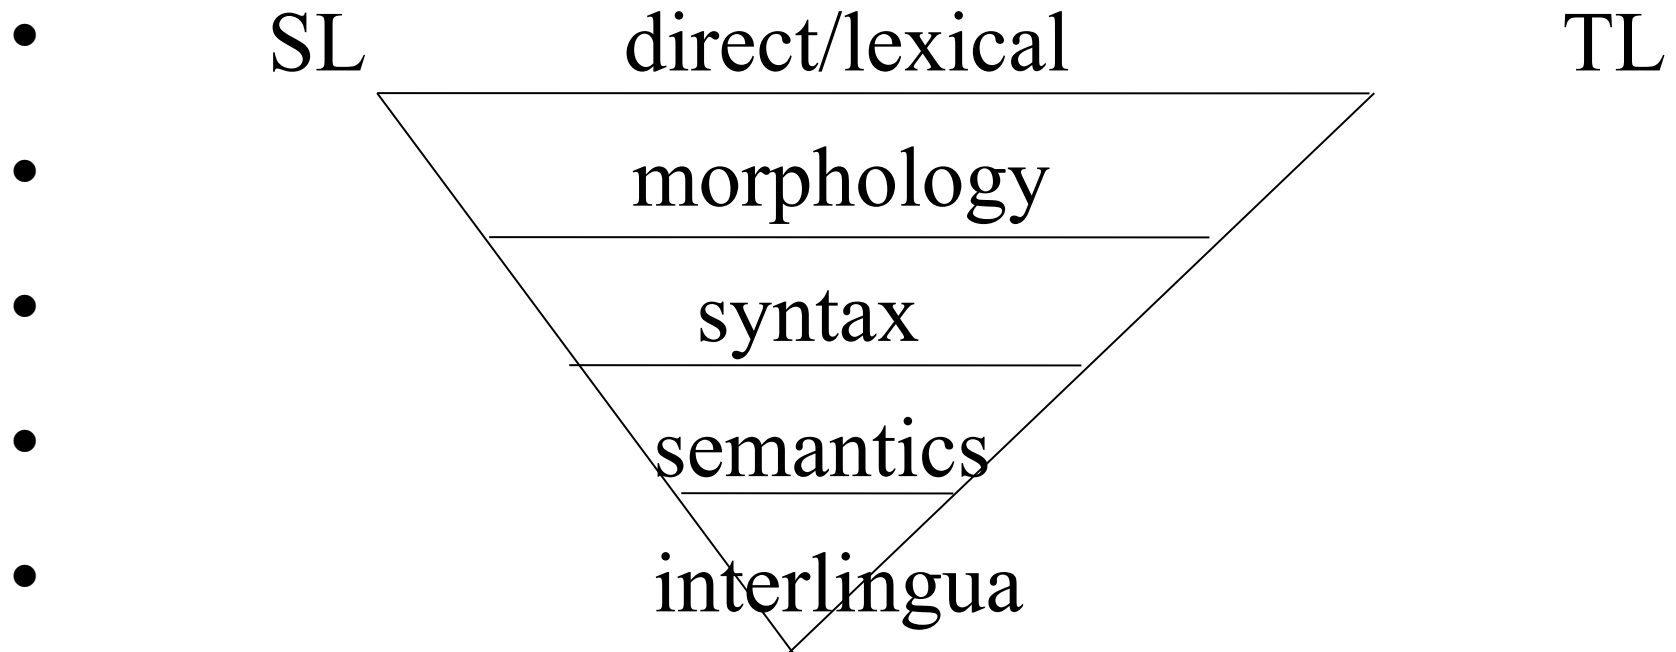 • SL direct/lexical TL
• morphology
• syntax
• semantics
• interlingua